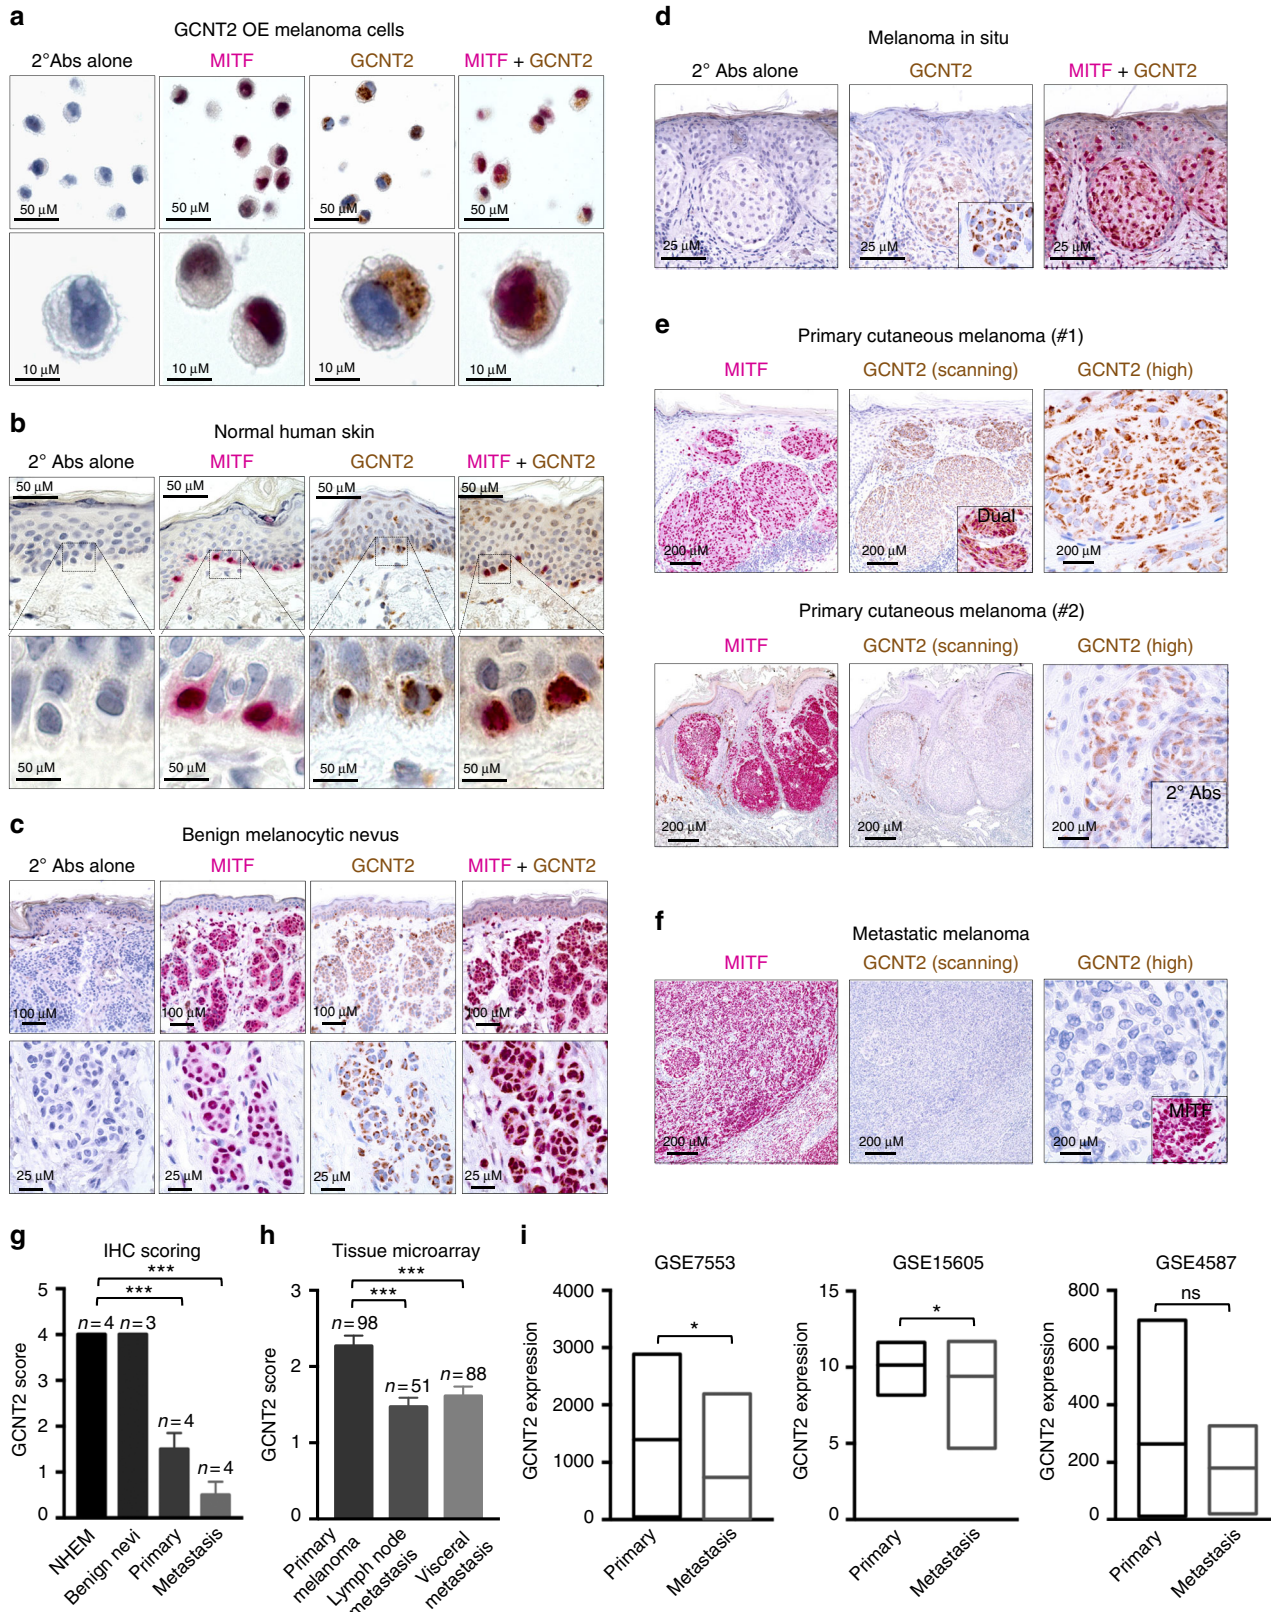 a
GCNT2 OE melanoma cells
2°Abs alone
MITF
GCNT2
MITF + GCNT2
50 µM
50 µM
50 µM
50 µM
10 µM
10 µM
10 µM
10 µM
b
Normal human skin
2° Abs alone
MITF
GCNT2
MITF + GCNT2
50 µM
50 µM
50 µM
50 µM
50 µM
50 µM
50 µM
50 µM
c
Benign melanocytic nevus
2° Abs alone
MITF
GCNT2
MITF + GCNT2
100 µM
100 µM
100 µM
100 µM
25 µM
25 µM
25 µM
25 µM
d
Melanoma in situ
2° Abs alone
GCNT2
MITF + GCNT2
25 µM
25 µM
25 µM
e
Primary cutaneous melanoma (#1)
MITF
GCNT2 (scanning)
GCNT2 (high)
Dual
200 µM
200 µM
200 µM
Primary cutaneous melanoma (#2)
MITF
GCNT2 (scanning)
GCNT2 (high)
2° Abs
200 µM
200 µM
200 µM
f
Metastatic melanoma
MITF
GCNT2 (scanning)
GCNT2 (high)
MITF
200 µM
200 µM
200 µM
g
IHC scoring
***
***
GCNT2 score
5
4
3
2
1
0
n=4
n=3
n=4
n=4
NHEM
Benign nevi
Primary
Metastasis
h
Tissue microarray
***
***
GCNT2 score
3
2
1
0
n=98
n=51
n=88
Primary
melanoma
Lymph node
metastasis
Visceral
metastasis
i
GSE7553
GCNT2 expression
4000
3000
2000
1000
0
*
Primary
Metastasis
GSE15605
GCNT2 expression
15
10
5
0
*
Primary
Metastasis
GSE4587
GCNT2 expression
800
600
400
200
0
ns
Primary
Metastasis